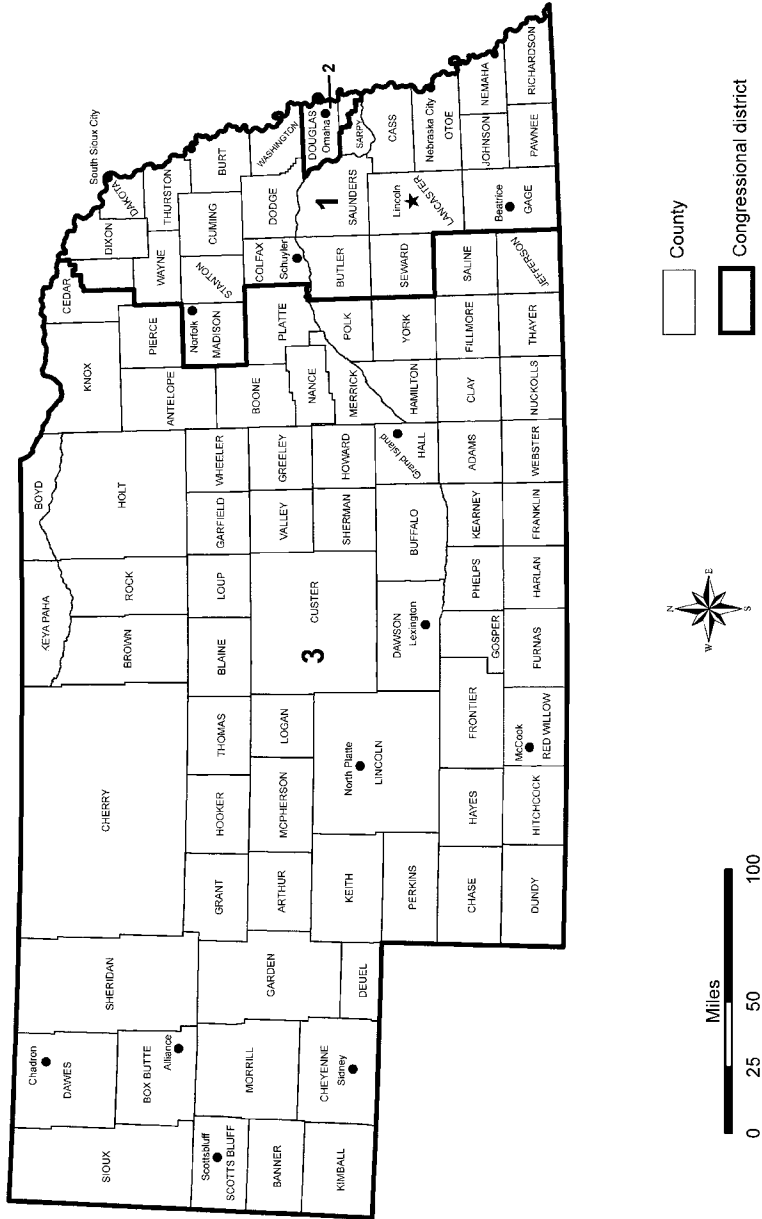 SIOUX
Chadron
DAWES
BOX BUTTE
Alliance
SHERIDAN
Scottsbluff
SCOTTS BLUFF
BANNER
KIMBALL
MORRILL
CHEYENNE
Sidney
GARDEN
DEUEL
CHERRY
GRANT
HOOKER
THOMAS
ARTHUR
MCPHERSON
LOGAN
KEITH
North Platte
LINCOLN
PERKINS
CHASE
HAYES
FRONTIER
DUNDY
HITCHCOCK
McCook
RED WILLOW
KEYA PAHA
BROWN
ROCK
BLAINE
LOUP
CUSTER
3
DAWSON
Lexington
GOSPER
FURNAS
BOYD
HOLT
GARFIELD
WHEELER
VALLEY
GREELEY
SHERMAN
HOWARD
BUFFALO
Grand Island
HALL
PHELPS
KEARNEY
ADAMS
HARLAN
FRANKLIN
WEBSTER
KNOX
ANTELOPE
PIERCE
BOONE
NANCE
MERRICK
HAMILTON
CLAY
NUCKOLLS
Norfolk
MADISON
PLATTE
POLK
YORK
FILLMORE
THAYER
CEDAR
WAYNE
STANTON
COLFAX
Schuyler
BUTLER
SEWARD
SALINE
JEFFERSON
South Sioux City
DIXON
DAKOTA
THURSTON
CUMING
BURT
DODGE
WASHINGTON
1
SAUNDERS
DOUGLAS
Omaha
2
SARPY
CASS
Lincoln
LANCASTER
Nebraska City
OTOE
Beatrice
GAGE
JOHNSON
NEMAHA
PAWNEE
RICHARDSON
N
W
E
S
Miles
0 25 50 100
County
Congressional district